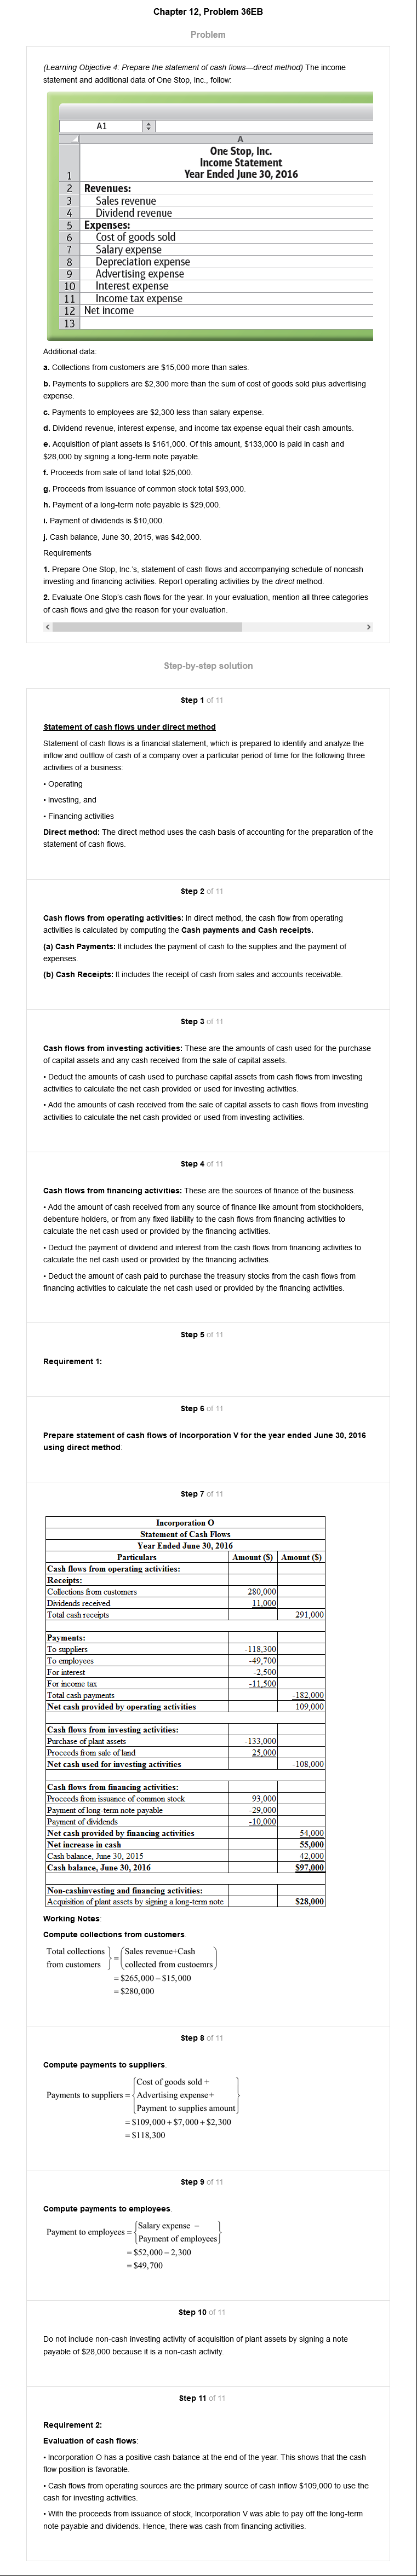 Chapter 12, Problem 36EB
Problem
(Learning Objective 4: Prepare the statement of cash flows—direct method) The income
statement and additional data of One Stop, Inc., follow:
A1
A
One Stop, Inc.
Income Statement
1 Year Ended June 30, 2016
2 Revenues:
3 Sales revenue
4 Dividend revenue
5 Expenses:
6 Cost of goods sold
7 Salary expense
8 Depreciation expense
9 Advertising expense
10 Interest expense
11 Income tax expense
12 Net income
13
Additional data:
a. Collections from customers are $15,000 more than sales.
b. Payments to suppliers are $2,300 more than the sum of cost of goods sold plus advertising
expense.
c. Payments to employees are $2,300 less than salary expense.
d. Dividend revenue, interest expense, and income tax expense equal their cash amounts.
e. Acquisition of plant assets is $161,000. Of this amount, $133,000 is paid in cash and
$28,000 by signing a long-term note payable.
f. Proceeds from sale of land total $25,000.
g. Proceeds from issuance of common stock total $93,000.
h. Payment of a long-term note payable is $29,000.
i. Payment of dividends is $10,000.
j. Cash balance, June 30, 2015, was $42,000.
Requirements
1. Prepare One Stop, Inc.'s, statement of cash flows and accompanying schedule of noncash
investing and financing activities. Report operating activities by the direct method.
2. Evaluate One Stop's cash flows for the year. In your evaluation, mention all three categories
of cash flows and give the reason for your evaluation.
Step-by-step solution
Step 1 of 11
Statement of cash flows under direct method
Statement of cash flows is a financial statement, which is prepared to identify and analyze the
inflow and outflow of cash of a company over a particular period of time for the following three
activities of a business:
• Operating
• Investing, and
• Financing activities
Direct method: The direct method uses the cash basis of accounting for the preparation of the
statement of cash flows.
Step 2 of 11
Cash flows from operating activities: In direct method, the cash flow from operating
activities is calculated by computing the Cash payments and Cash receipts.
(a) Cash Payments: It includes the payment of cash to the supplies and the payment of
expenses.
(b) Cash Receipts: It includes the receipt of cash from sales and accounts receivable.
Step 3 of 11
Cash flows from investing activities: These are the amounts of cash used for the purchase
of capital assets and any cash received from the sale of capital assets.
• Deduct the amounts of cash used to purchase capital assets from cash flows from investing
activities to calculate the net cash provided or used for investing activities.
• Add the amounts of cash received from the sale of capital assets to cash flows from investing
activities to calculate the net cash provided or used from investing activities.
Step 4 of 11
Cash flows from financing activities: These are the sources of finance of the business.
• Add the amount of cash received from any source of finance like amount from stockholders,
debenture holders, or from any fixed liability to the cash flows from financing activities to
calculate the net cash used or provided by the financing activities.
• Deduct the payment of dividend and interest from the cash flows from financing activities to
calculate the net cash used or provided by the financing activities.
• Deduct the amount of cash paid to purchase the treasury stocks from the cash flows from
financing activities to calculate the net cash used or provided by the financing activities.
Step 5 of 11
Requirement 1:
Step 6 of 11
Prepare statement of cash flows of Incorporation V for the year ended June 30, 2016
using direct method:
Step 7 of 11
Incorporation O
Statement of Cash Flows
Year Ended June 30, 2016
Particulars Amount ($) Amount ($)
Cash flows from operating activities:
Receipts:
Collections from customers 280,000
Dividends received 11,000
Total cash receipts 291,000
Payments:
To suppliers -118,300
To employees -49,700
For interest -2,500
For income tax -11,500
Total cash payments -182,000
Net cash provided by operating activities 109,000
Cash flows from investing activities:
Purchase of plant assets -133,000
Proceeds from sale of land 25,000
Net cash used for investing activities -108,000
Cash flows from financing activities:
Proceeds from issuance of common stock 93,000
Payment of long-term note payable -29,000
Payment of dividends -10,000
Net cash provided by financing activities 54,000
Net increase in cash 55,000
Cash balance, June 30, 2015 42,000
Cash balance, June 30, 2016 $97,000
Non-cashinvesting and financing activities:
Acquisition of plant assets by signing a long-term note $28,000
Working Notes:
Compute collections from customers.
Total collections from customers } = ( Sales revenue+Cash
collected from custoemrs )
= $265,000 – $15,000
= $280,000
Step 8 of 11
Compute payments to suppliers.
Payments to suppliers = { Cost of goods sold +
Advertising expense +
Payment to supplies amount }
= $109,000 + $7,000 + $2,300
= $118,300
Step 9 of 11
Compute payments to employees.
Payment to employees = { Salary expense –
Payment of employees }
= $52,000 – 2,300
= $49,700
Step 10 of 11
Do not include non-cash investing activity of acquisition of plant assets by signing a note
payable of $28,000 because it is a non-cash activity.
Step 11 of 11
Requirement 2:
Evaluation of cash flows:
• Incorporation O has a positive cash balance at the end of the year. This shows that the cash
flow position is favorable.
• Cash flows from operating sources are the primary source of cash inflow $109,000 to use the
cash for investing activities.
• With the proceeds from issuance of stock, Incorporation V was able to pay off the long-term
note payable and dividends. Hence, there was cash from financing activities.